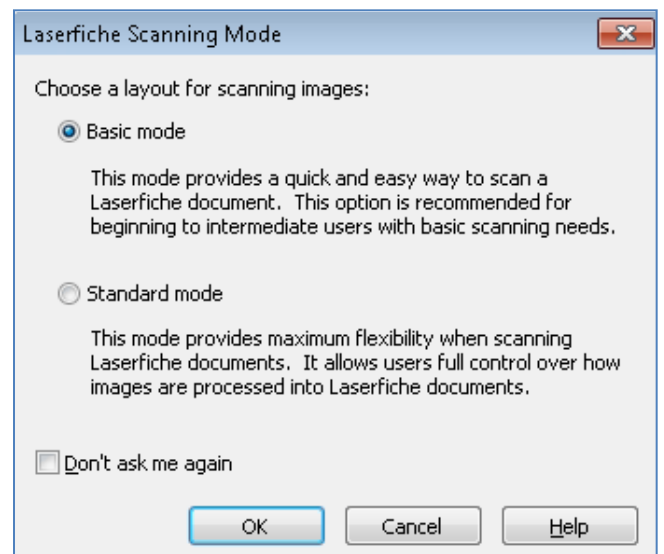 Laserfiche Scanning Mode
Choose a layout for scanning images:
Basic mode
This mode provides a quick and easy way to scan a
Laserfiche document.  This option is recommended for
beginning to intermediate users with basic scanning needs.
Standard mode
This mode provides maximum flexibility when scanning
Laserfiche documents.  It allows users full control over how
images are processed into Laserfiche documents.
Don't ask me again
OK Cancel Help